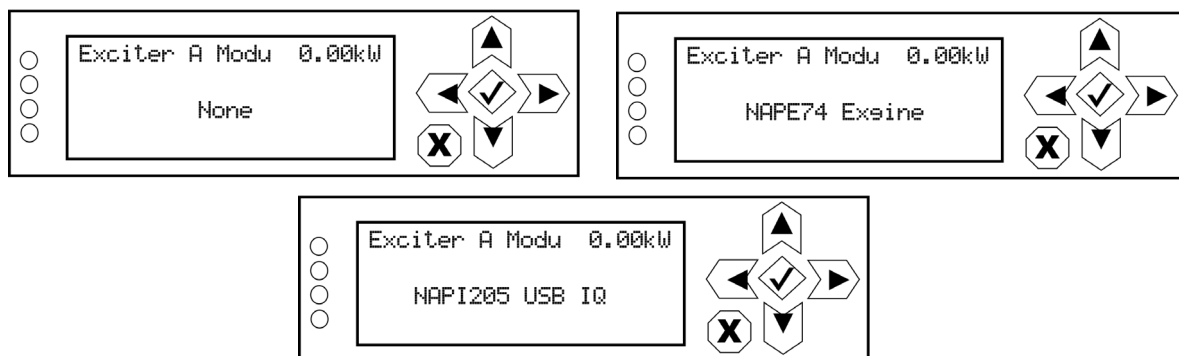 Exciter A Modu 0.00kW
None
Exciter A Modu 0.00kW
NAPE74 Exgine
Exciter A Modu 0.00kW
NAPI205 USB IQ